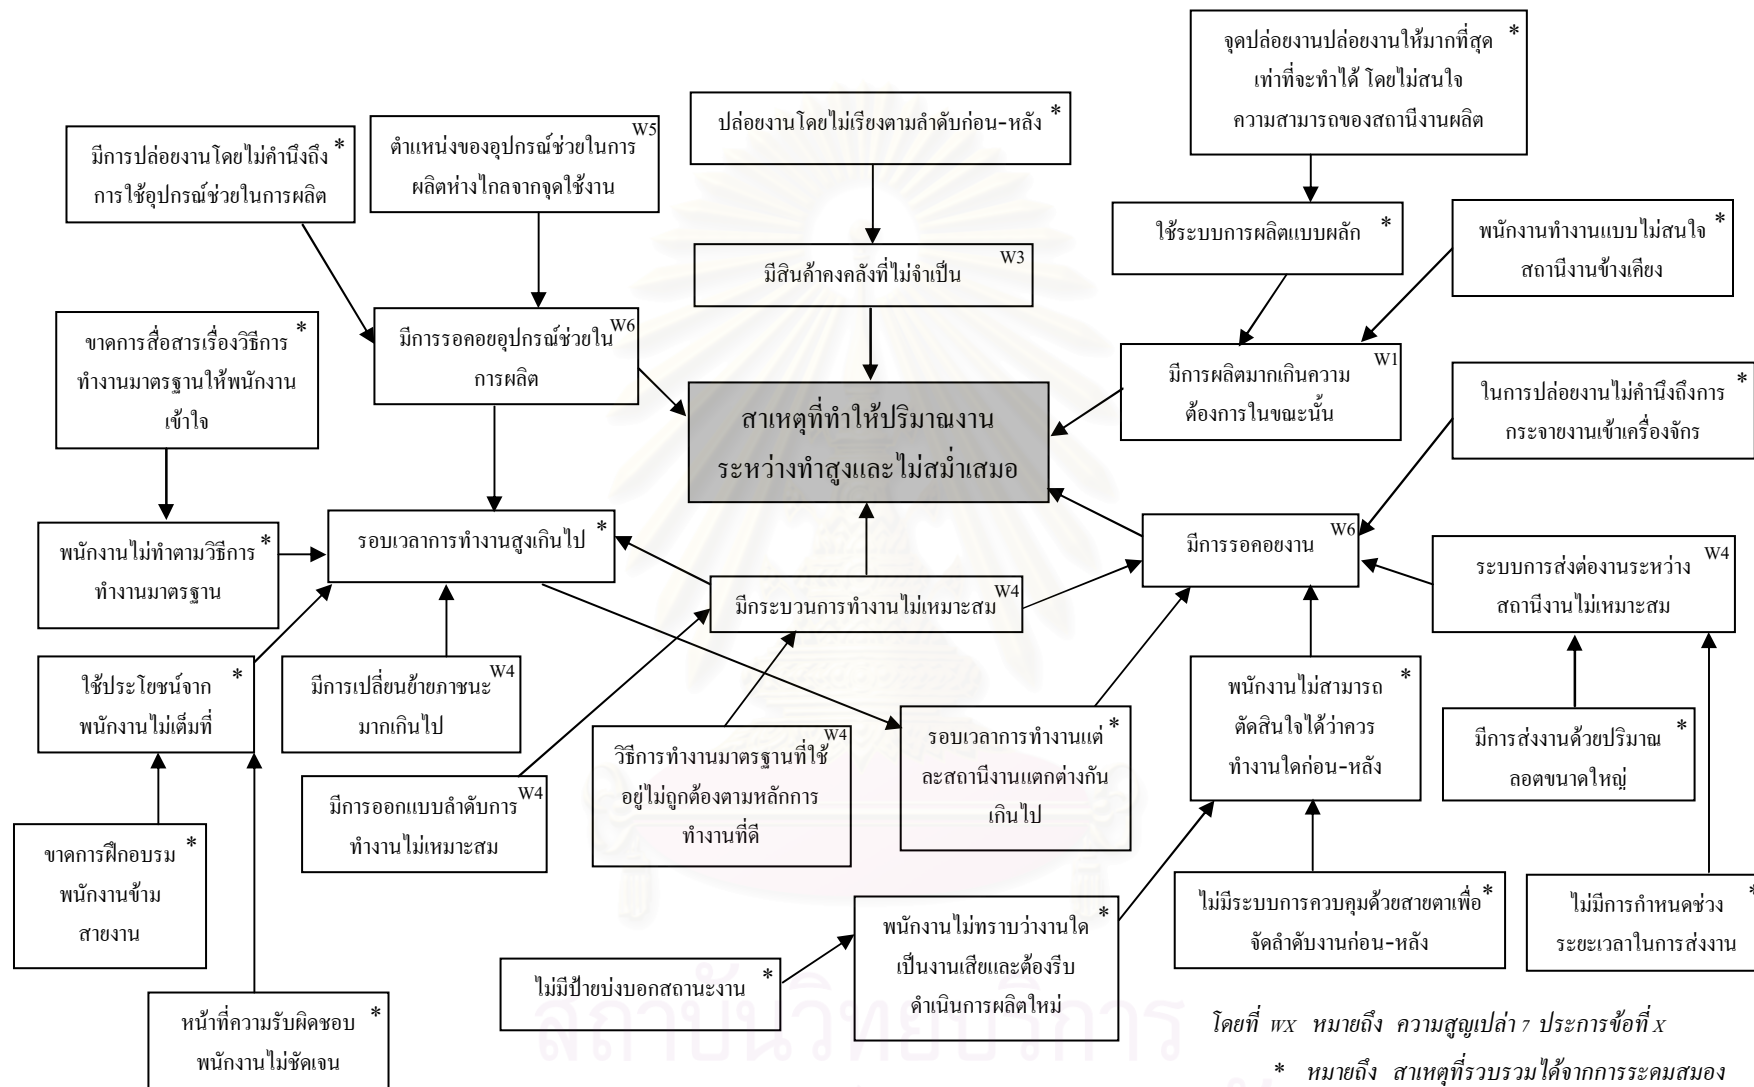 จุดปล่อยงานปล่อยงานให้มากที่สุด *
เท่าที่จะทำได้ โดยไม่สนใจ
ความสามารถของสถานีงานผลิต
ปล่อยงานโดยไม่เรียงตามลำดับก่อน-หลัง *
มีการปล่อยงานโดยไม่คำนึงถึง *
การใช้อุปกรณ์ช่วยในการผลิต
W5
ตำแหน่งของอุปกรณ์ช่วยในการ
ผลิตห่างไกลจากจุดใช้งาน
ใช้ระบบการผลิตแบบผลัก *
พนักงานทำงานแบบไม่สนใจ *
สถานีงานข้างเคียง
มีสินค้าคงคลังที่ไม่จำเป็น W3
ขาดการสื่อสารเรื่องวิธีการ *
ทำงานมาตรฐานให้พนักงาน
เข้าใจ
มีการรอคอยอุปกรณ์ช่วยใน W6
การผลิต
มีการผลิตมากเกินความ W1
ต้องการในขณะนั้น
สาเหตุที่ทำให้ปริมาณงาน
ระหว่างทำสูงและไม่สม่ำเสมอ
ในการปล่อยงานไม่คำนึงถึงการ *
กระจายงานเข้าเครื่องจักร
พนักงานไม่ทำตามวิธีการ *
ทำงานมาตรฐาน
รอบเวลาการทำงานสูงเกินไป *
มีการรอคอยงาน W6
ระบบการส่งต่องานระหว่าง W4
สถานีงานไม่เหมาะสม
มีกระบวนการทำงานไม่เหมาะสม W4
ใช้ประโยชน์จาก *
พนักงานไม่เต็มที่
มีการเปลี่ยนย้ายภาชนะ W4
มากเกินไป
วิธีการทำงานมาตรฐานที่ใช้ W4
อยู่ไม่ถูกต้องตามหลักการ
ทำงานที่ดี
รอบเวลาการทำงานแต่ *
ละสถานีงานแตกต่างกัน
เกินไป
พนักงานไม่สามารถ *
ตัดสินใจได้ว่าควร
ทำงานใดก่อน-หลัง
มีการส่งงานด้วยปริมาณ *
ลอตขนาดใหญ่
มีการออกแบบลำดับการ W4
ทำงานไม่เหมาะสม
ขาดการฝึกอบรม *
พนักงานข้าม
สายงาน
พนักงานไม่ทราบว่างานใด *
เป็นงานเสียและต้องรีบ
ดำเนินการผลิตใหม่
ไม่มีระบบการควบคุมด้วยสายตาเพื่อ *
จัดลำดับงานก่อน-หลัง
ไม่มีการกำหนดช่วง *
ระยะเวลาในการส่งงาน
ไม่มีป้ายบ่งบอกสถานะงาน *
หน้าที่ความรับผิดชอบ *
พนักงานไม่ชัดเจน
สถาบันวิทยบริการ
โดยที่ WX หมายถึง ความสูญเปล่า 7 ประการข้อที่ X
* หมายถึง สาเหตุที่รวบรวมได้จากการระดมสมอง